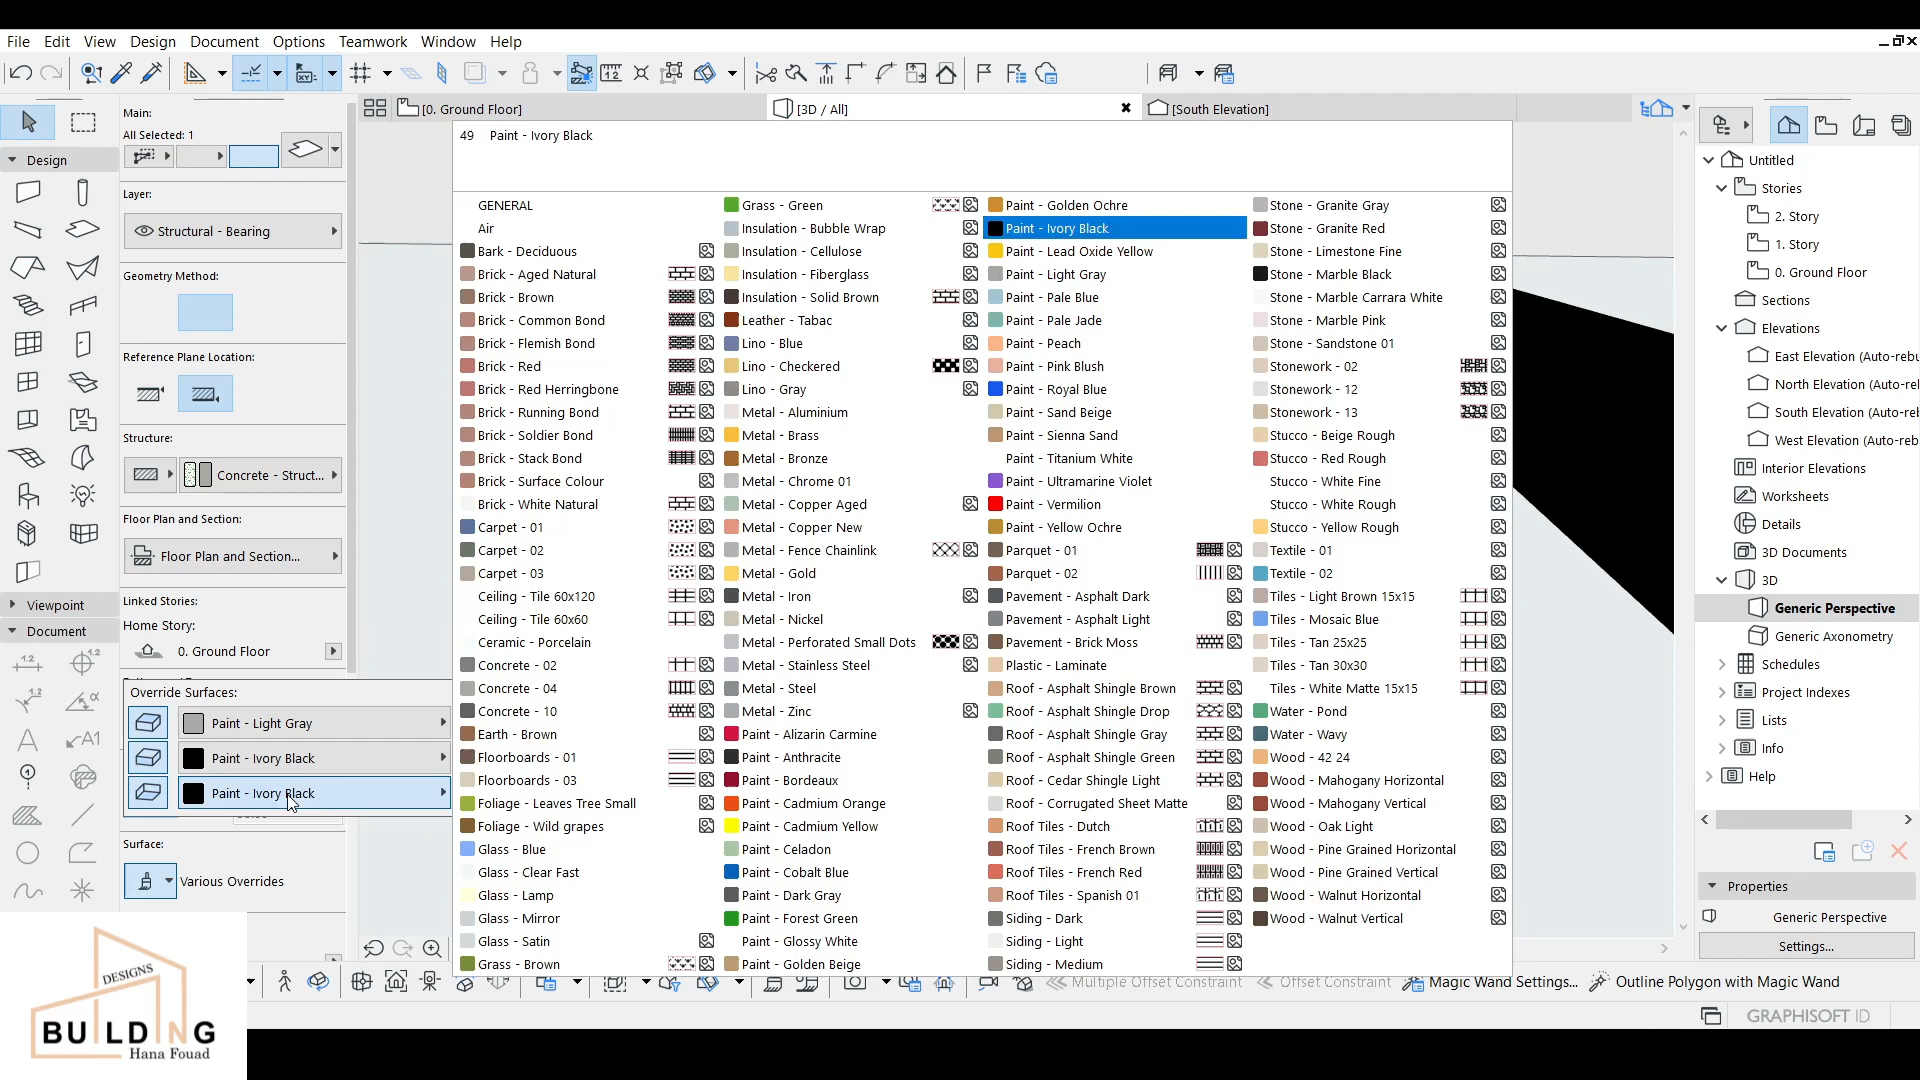 File Edit View Design Document Options Teamwork Window Help
[0. Ground Floor]
[3D / All]
[South Elevation]
Main:
All Selected: 1
Design
Layer:
Structural - Bearing
Geometry Method:
Reference Plane Location:
Structure:
Concrete - Struct...
Floor Plan and Section:
Floor Plan and Section...
Linked Stories:
Home Story:
0. Ground Floor
Viewpoint
Document
Override Surfaces:
Paint - Light Gray
Paint - Ivory Black
Paint - Ivory Black
Surface:
Various Overrides
49 Paint - Ivory Black
GENERAL
Air
Bark - Deciduous
Brick - Aged Natural
Brick - Brown
Brick - Common Bond
Brick - Flemish Bond
Brick - Red
Brick - Red Herringbone
Brick - Running Bond
Brick - Soldier Bond
Brick - Stack Bond
Brick - Surface Colour
Brick - White Natural
Carpet - 01
Carpet - 02
Carpet - 03
Ceiling - Tile 60x120
Ceiling - Tile 60x60
Ceramic - Porcelain
Concrete - 02
Concrete - 04
Concrete - 10
Earth - Brown
Floorboards - 01
Floorboards - 03
Foliage - Leaves Tree Small
Foliage - Wild grapes
Glass - Blue
Glass - Clear Fast
Glass - Lamp
Glass - Mirror
Glass - Satin
Grass - Brown
Grass - Green
Insulation - Bubble Wrap
Insulation - Cellulose
Insulation - Fiberglass
Insulation - Solid Brown
Leather - Tabac
Lino - Blue
Lino - Checkered
Lino - Gray
Metal - Aluminium
Metal - Brass
Metal - Bronze
Metal - Chrome 01
Metal - Copper Aged
Metal - Copper New
Metal - Fence Chainlink
Metal - Gold
Metal - Iron
Metal - Nickel
Metal - Perforated Small Dots
Metal - Stainless Steel
Metal - Steel
Metal - Zinc
Paint - Alizarin Carmine
Paint - Anthracite
Paint - Bordeaux
Paint - Cadmium Orange
Paint - Cadmium Yellow
Paint - Celadon
Paint - Cobalt Blue
Paint - Dark Gray
Paint - Forest Green
Paint - Glossy White
Paint - Golden Beige
Paint - Golden Ochre
Paint - Ivory Black
Paint - Lead Oxide Yellow
Paint - Light Gray
Paint - Pale Blue
Paint - Pale Jade
Paint - Peach
Paint - Pink Blush
Paint - Royal Blue
Paint - Sand Beige
Paint - Sienna Sand
Paint - Titanium White
Paint - Ultramarine Violet
Paint - Vermilion
Paint - Yellow Ochre
Parquet - 01
Parquet - 02
Pavement - Asphalt Dark
Pavement - Asphalt Light
Pavement - Brick Moss
Plastic - Laminate
Roof - Asphalt Shingle Brown
Roof - Asphalt Shingle Drop
Roof - Asphalt Shingle Gray
Roof - Asphalt Shingle Green
Roof - Cedar Shingle Light
Roof - Corrugated Sheet Matte
Roof Tiles - Dutch
Roof Tiles - French Brown
Roof Tiles - French Red
Roof Tiles - Spanish 01
Siding - Dark
Siding - Light
Siding - Medium
Stone - Granite Gray
Stone - Granite Red
Stone - Limestone Fine
Stone - Marble Black
Stone - Marble Carrara White
Stone - Marble Pink
Stone - Sandstone 01
Stonework - 02
Stonework - 12
Stonework - 13
Stucco - Beige Rough
Stucco - Red Rough
Stucco - White Fine
Stucco - White Rough
Stucco - Yellow Rough
Textile - 01
Textile - 02
Tiles - Light Brown 15x15
Tiles - Mosaic Blue
Tiles - Tan 25x25
Tiles - Tan 30x30
Tiles - White Matte 15x15
Water - Pond
Water - Wavy
Wood - 42 24
Wood - Mahogany Horizontal
Wood - Mahogany Vertical
Wood - Oak Light
Wood - Pine Grained Horizontal
Wood - Pine Grained Vertical
Wood - Walnut Horizontal
Wood - Walnut Vertical
Untitled
Stories
2. Story
1. Story
0. Ground Floor
Sections
Elevations
East Elevation (Auto-rebu
North Elevation (Auto-rel
South Elevation (Auto-reb
West Elevation (Auto-reb
Interior Elevations
Worksheets
Details
3D Documents
3D
Generic Perspective
Generic Axonometry
Schedules
Project Indexes
Lists
Info
Help
Properties
Generic Perspective
Settings...
Multiple Offset Constraint
Offset Constraint
Magic Wand Settings...
Outline Polygon with Magic Wand
GRAPHISOFT ID
DESIGNS
BUILDING
Hana Fouad